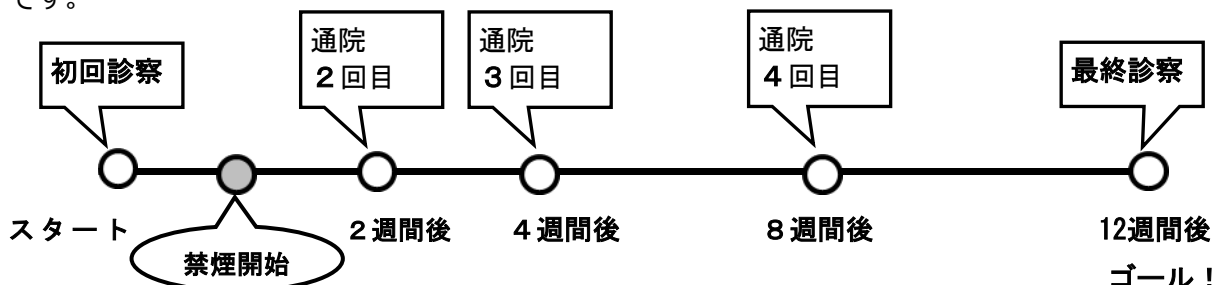 です。
初回診察
通院
２回目
通院
３回目
通院
４回目
最終診察
スタート
２週間後
４週間後
８週間後
12週間後
禁煙開始
ゴール！